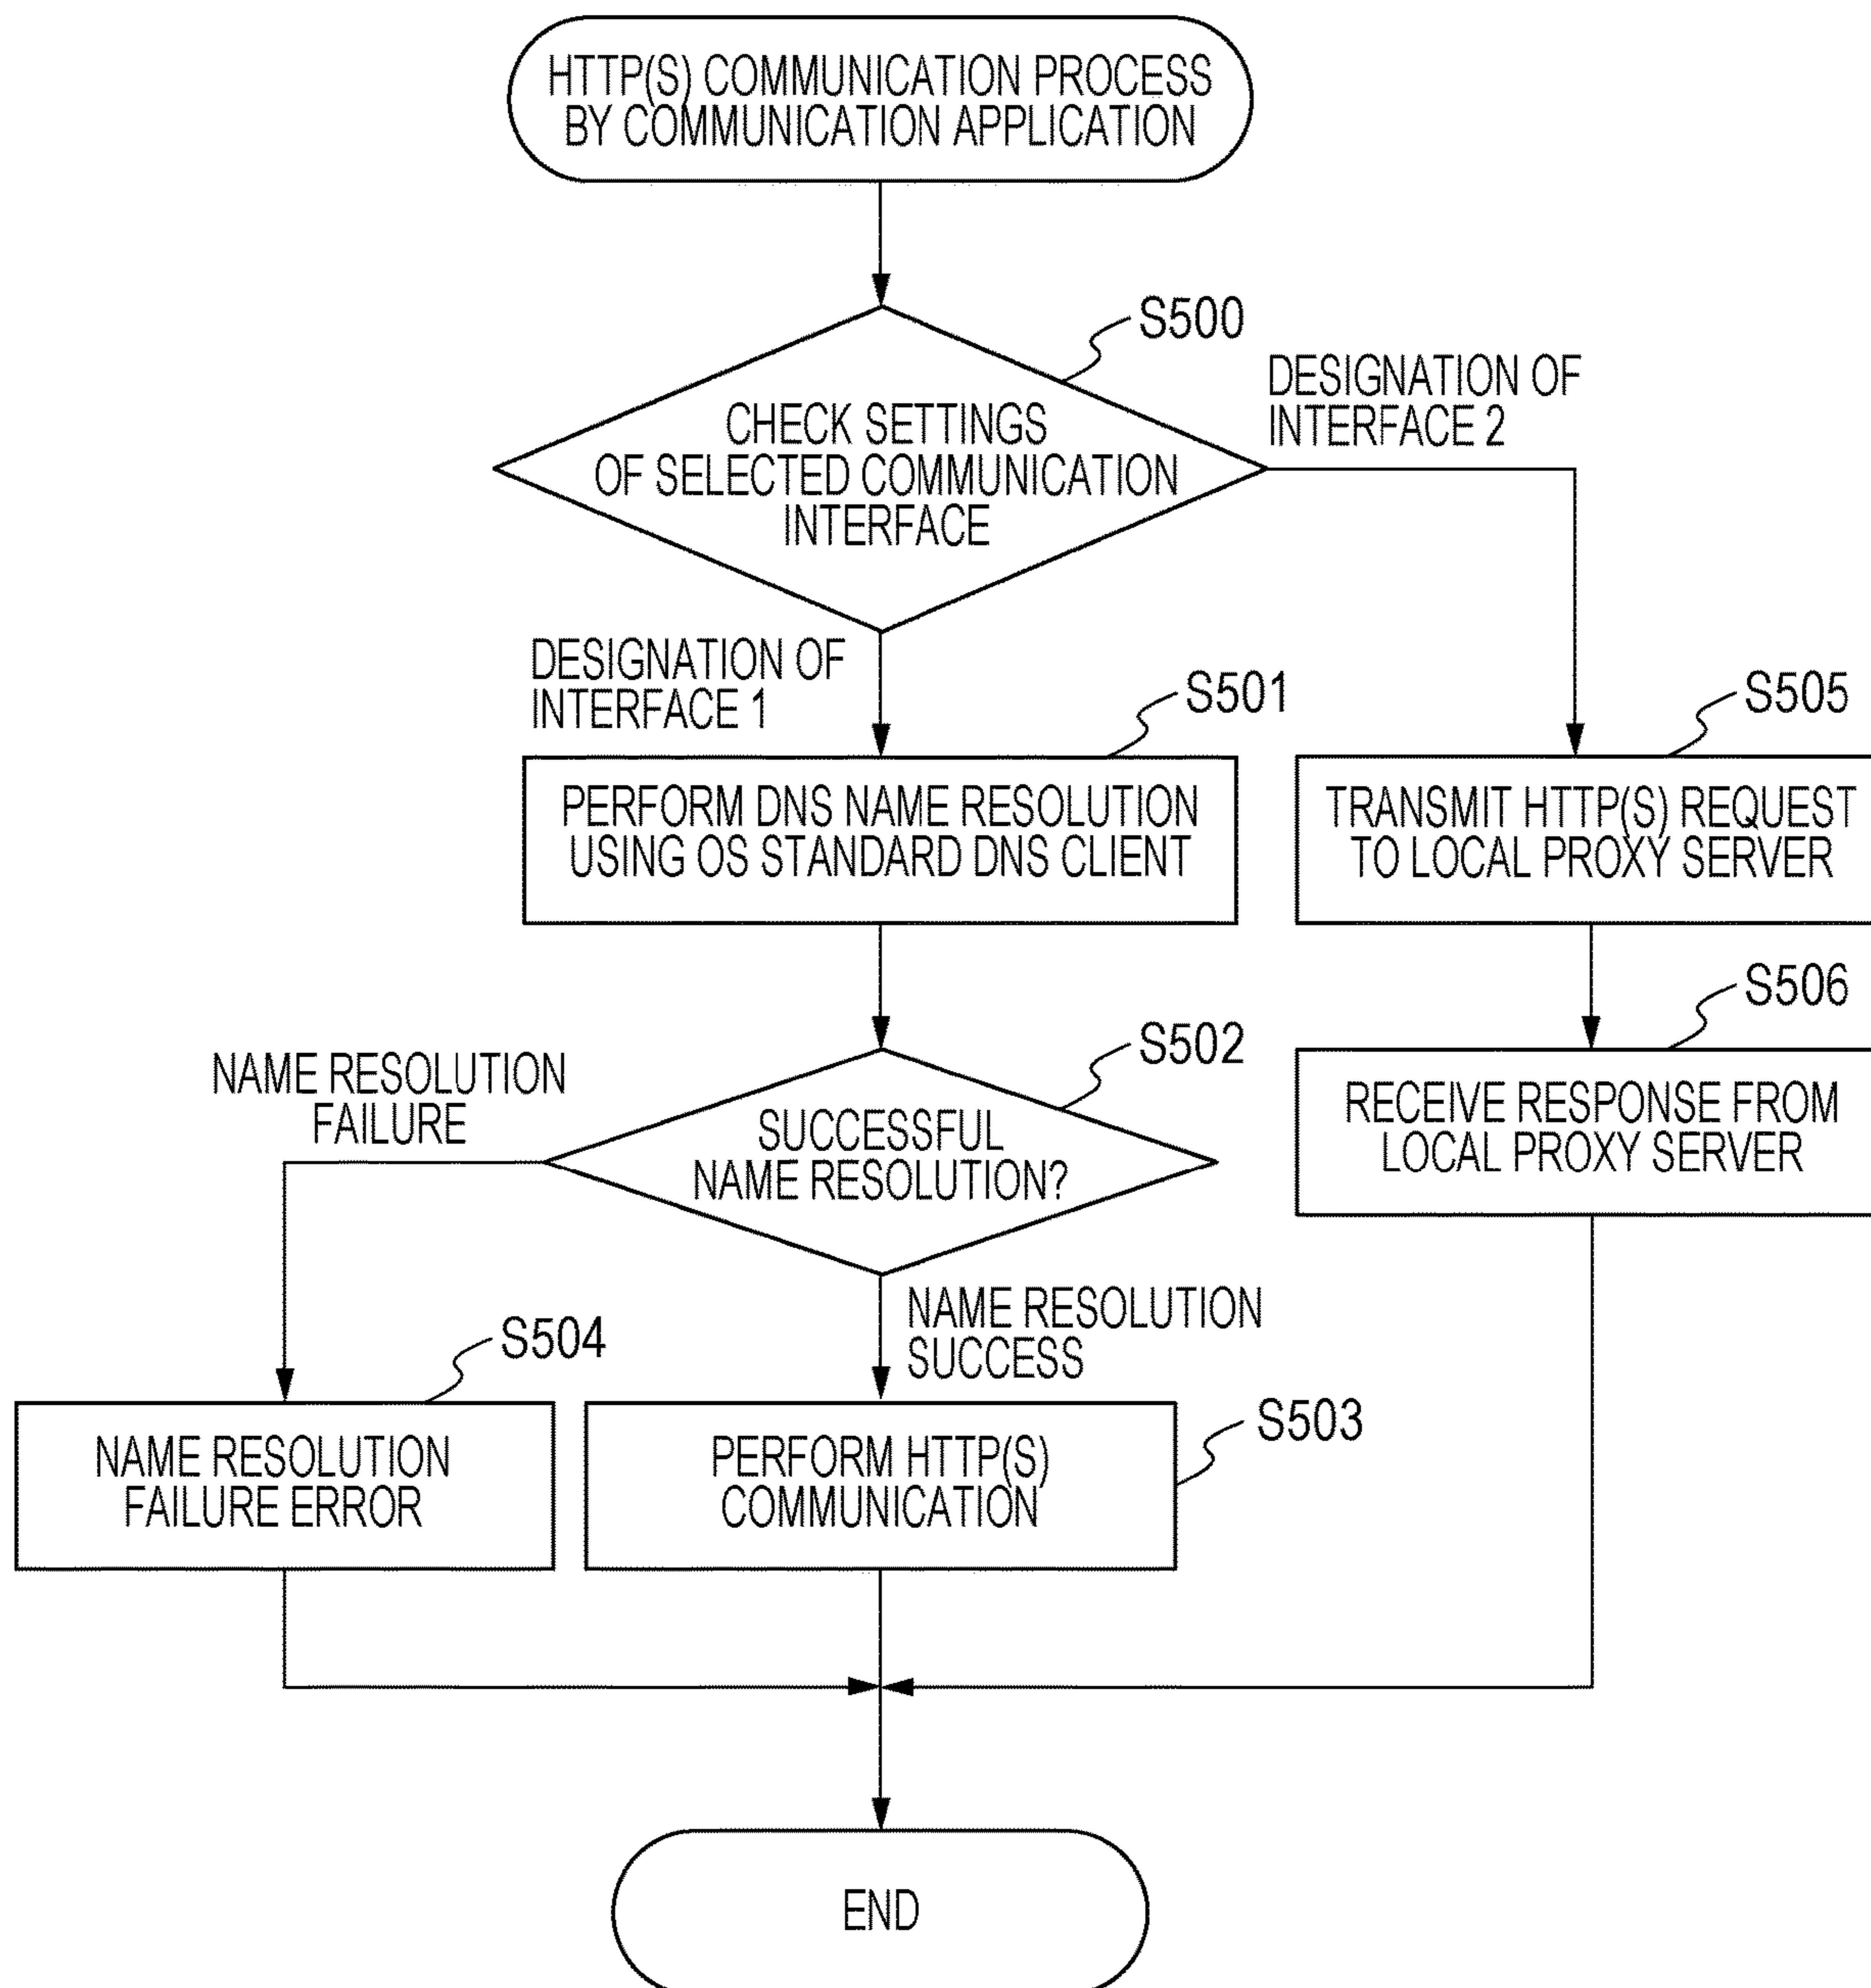 HTTP(S) COMMUNICATION PROCESS
BY COMMUNICATION APPLICATION
S500
CHECK SETTINGS
OF SELECTED COMMUNICATION
INTERFACE
DESIGNATION OF
INTERFACE 2
DESIGNATION OF
INTERFACE 1
S501
PERFORM DNS NAME RESOLUTION
USING OS STANDARD DNS CLIENT
S505
TRANSMIT HTTP(S) REQUEST
TO LOCAL PROXY SERVER
S502
SUCCESSFUL
NAME RESOLUTION?
NAME RESOLUTION
FAILURE
S506
RECEIVE RESPONSE FROM
LOCAL PROXY SERVER
NAME RESOLUTION
SUCCESS
S504
NAME RESOLUTION
FAILURE ERROR
S503
PERFORM HTTP(S)
COMMUNICATION
END